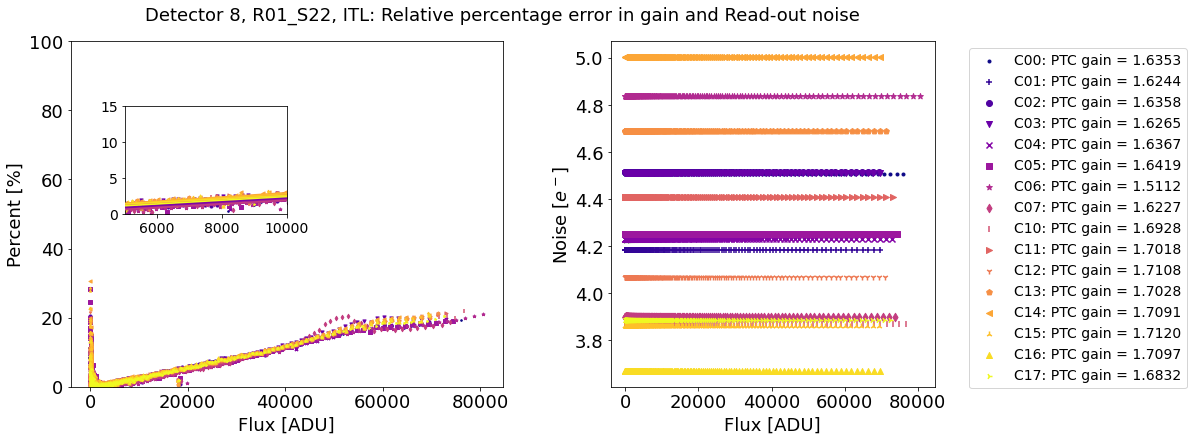 Detector 8, R01_S22, ITL: Relative percentage error in gain and Read-out noise
100
80
60
40
20
0
Percent [%]
15
10
5
0
6000 8000 10000
0 20000 40000 60000 80000
Flux [ADU]
5.0
4.8
4.6
4.4
4.2
4.0
3.8
Noise [e⁻]
0 20000 40000 60000 80000
Flux [ADU]
C00: PTC gain = 1.6353
C01: PTC gain = 1.6244
C02: PTC gain = 1.6358
C03: PTC gain = 1.6265
C04: PTC gain = 1.6367
C05: PTC gain = 1.6419
C06: PTC gain = 1.5112
C07: PTC gain = 1.6227
C10: PTC gain = 1.6928
C11: PTC gain = 1.7018
C12: PTC gain = 1.7108
C13: PTC gain = 1.7028
C14: PTC gain = 1.7091
C15: PTC gain = 1.7120
C16: PTC gain = 1.7097
C17: PTC gain = 1.6832